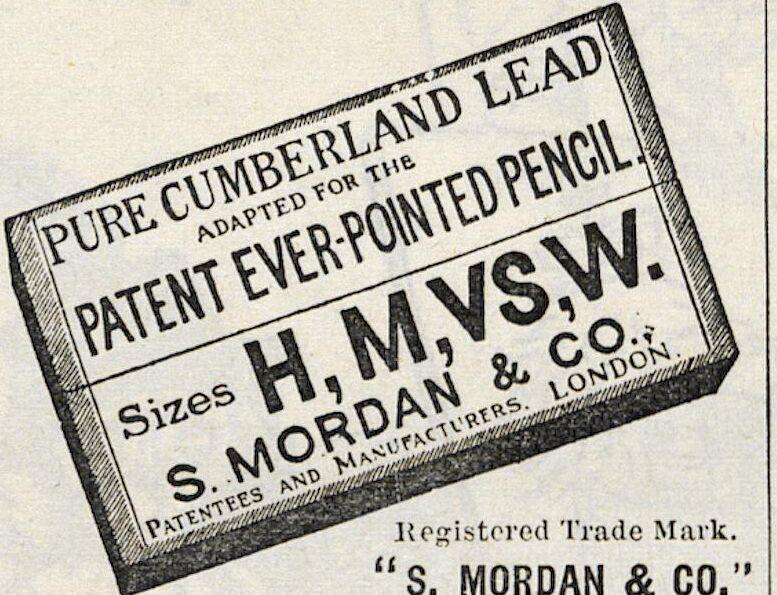 PURE CUMBERLAND LEAD
ADAPTED FOR THE
PATENT EVER-POINTED PENCIL.
Sizes H, M, VS, W.
S. MORDAN & CO.,
PATENTEES AND MANUFACTURERS. LONDON.
Registered Trade Mark.
"S. MORDAN & CO."